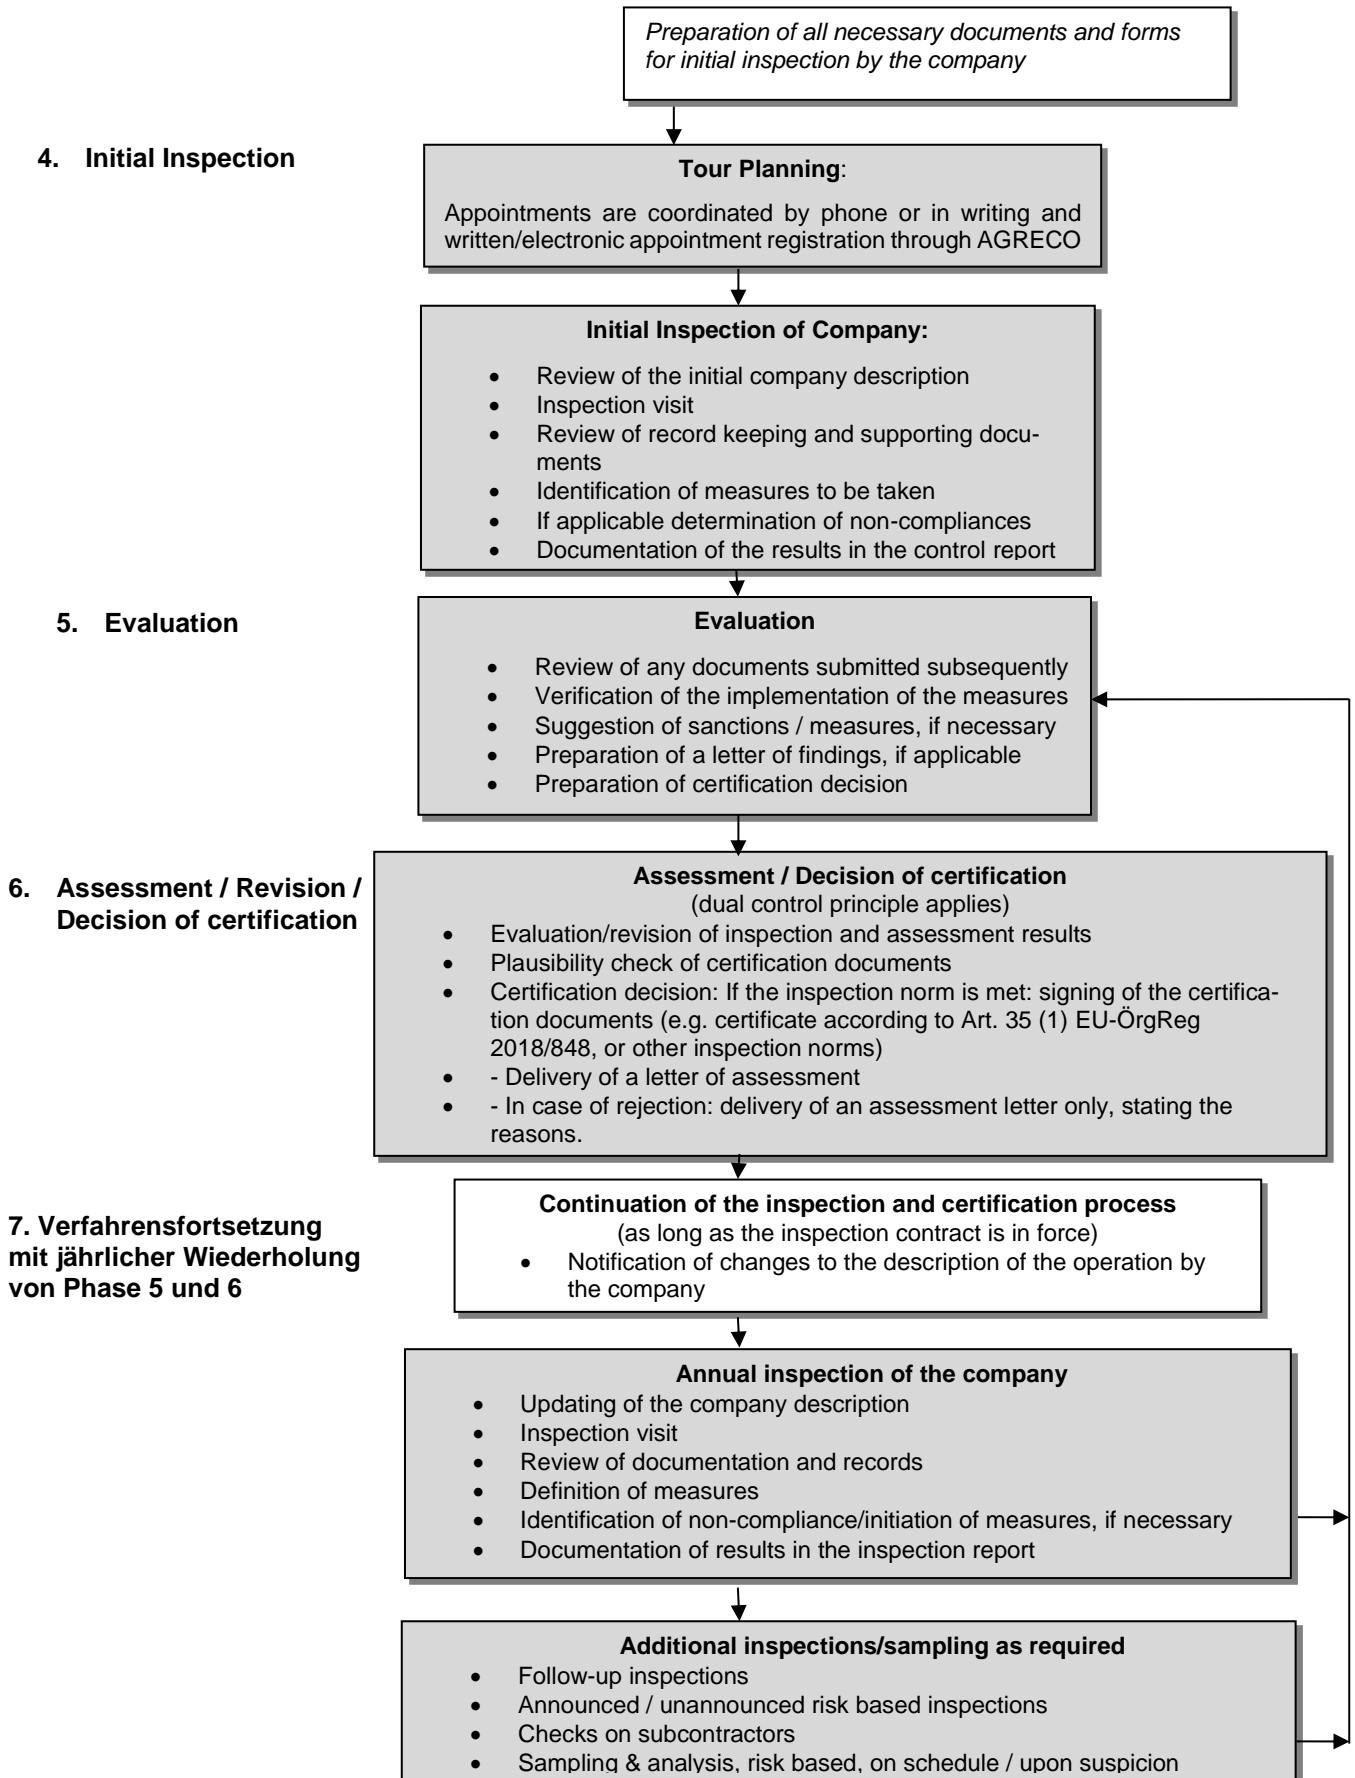 Preparation of all necessary documents and forms
for initial inspection by the company
4. Initial Inspection
Tour Planning:
Appointments are coordinated by phone or in writing and
written/electronic appointment registration through AGRECO
Initial Inspection of Company:
• Review of the initial company description
• Inspection visit
• Review of record keeping and supporting docu-
ments
• Identification of measures to be taken
• If applicable determination of non-compliances
• Documentation of the results in the control report
5. Evaluation
Evaluation
• Review of any documents submitted subsequently
• Verification of the implementation of the measures
• Suggestion of sanctions / measures, if necessary
• Preparation of a letter of findings, if applicable
• Preparation of certification decision
6. Assessment / Revision /
Decision of certification
Assessment / Decision of certification
(dual control principle applies)
• Evaluation/revision of inspection and assessment results
• Plausibility check of certification documents
• Certification decision: If the inspection norm is met: signing of the certifica-
tion documents (e.g. certificate according to Art. 35 (1) EU-ÖrgReg
2018/848, or other inspection norms)
• - Delivery of a letter of assessment
• - In case of rejection: delivery of an assessment letter only, stating the
reasons.
7. Verfahrensfortsetzung
mit jährlicher Wiederholung
von Phase 5 und 6
Continuation of the inspection and certification process
(as long as the inspection contract is in force)
• Notification of changes to the description of the operation by
the company
Annual inspection of the company
• Updating of the company description
• Inspection visit
• Review of documentation and records
• Definition of measures
• Identification of non-compliance/initiation of measures, if necessary
• Documentation of results in the inspection report
Additional inspections/sampling as required
• Follow-up inspections
• Announced / unannounced risk based inspections
• Checks on subcontractors
• Sampling & analysis, risk based, on schedule / upon suspicion